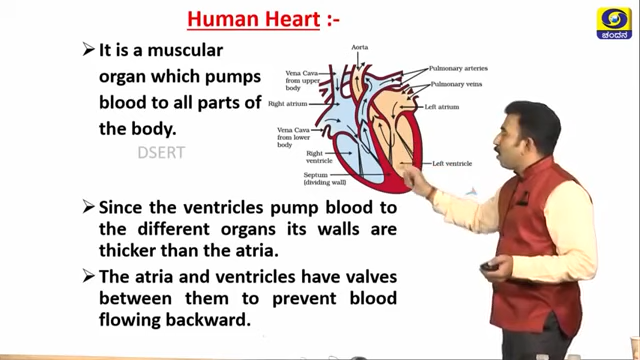 Human Heart :-
➤ It is a muscular
organ which pumps
blood to all parts of
the body.
DSERT
Aorta
Vena Cava
from upper
body
Right atrium
Vena Cava
from lower
body
Right
ventricle
Septum
(dividing wall)
Pulmonary arteries
Pulmonary veins
Left atrium
Left ventricle
➤ Since the ventricles pump blood to
the different organs its walls are
thicker than the atria.
➤ The atria and ventricles have valves
between them to prevent blood
flowing backward.
ಚಂದನ